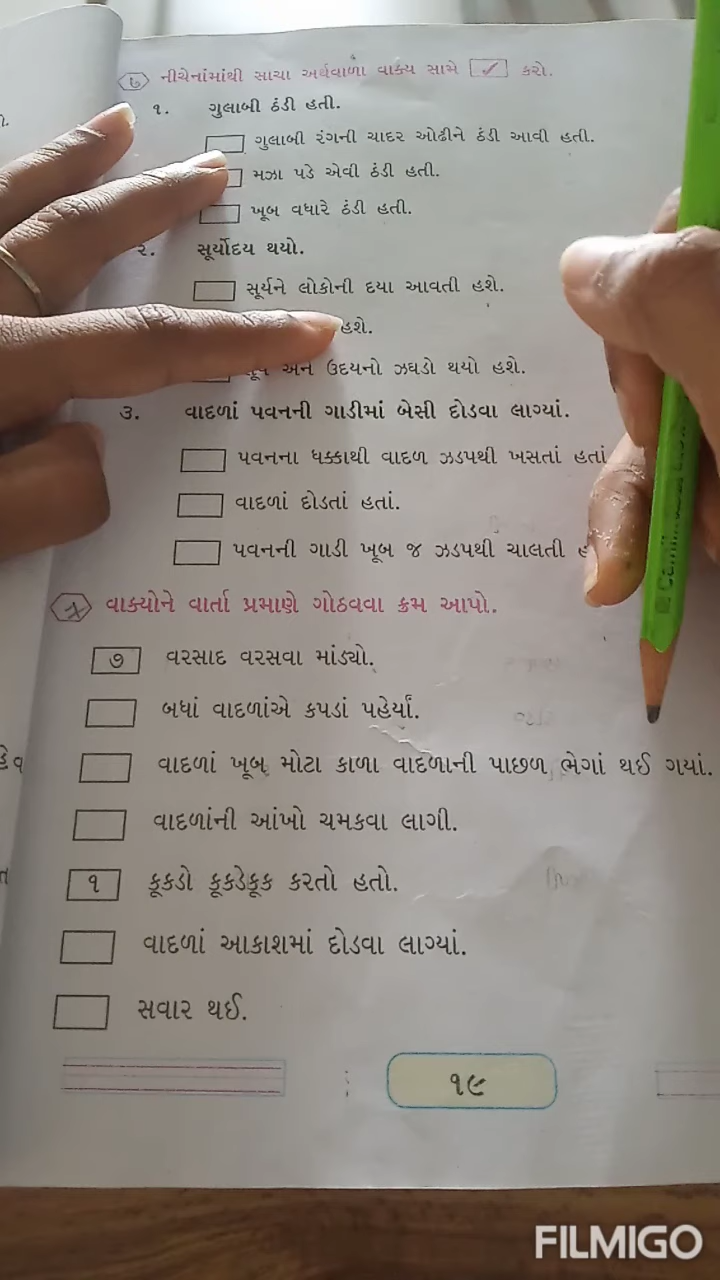 ૭ નીચેનાંમાંથી સાચા અર્થવાળા વાક્ય સામે ✓ કરો.
૧. ગુલાબી ઠંડી હતી.
ગુલાબી રંગની ચાદર ઓઢીને ઠંડી આવી હતી.
મઝા પડે એવી ઠંડી હતી.
ખૂબ વધારે ઠંડી હતી.
૨. સૂર્યોદય થયો.
સૂર્યને લોકોની દયા આવતી હશે.
હશે.
અને ઉદયનો ઝઘડો થયો હશે.
૩. વાદળાં પવનની ગાડીમાં બેસી દોડવા લાગ્યાં.
પવનના ધક્કાથી વાદળ ઝડપથી ખસતાં હતાં
વાદળાં દોડતાં હતાં.
પવનની ગાડી ખૂબ જ ઝડપથી ચાલતી
વાક્યોને વાર્તા પ્રમાણે ગોઠવવા ક્રમ આપો.
૭ વરસાદ વરસવા માંડ્યો.
બધાં વાદળાંએ કપડાં પહેર્યાં.
વાદળાં ખૂબ મોટા કાળા વાદળાની પાછળ ભેગાં થઈ ગયાં.
વાદળાંની આંખો ચમકવા લાગી.
૧ કૂકડો કૂકડેકૂક કરતો હતો.
વાદળાં આકાશમાં દોડવા લાગ્યાં.
સવાર થઈ.
૧૯
FILMIGO